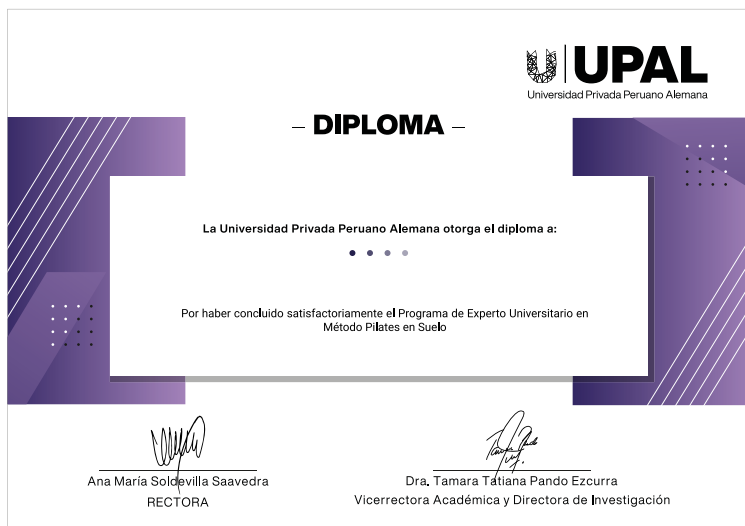 UPAL
Universidad Privada Peruano Alemana
– DIPLOMA –
La Universidad Privada Peruano Alemana otorga el diploma a:
Por haber concluido satisfactoriamente el Programa de Experto Universitario en
Método Pilates en Suelo
Ana María Soldevilla Saavedra
RECTORA
Dra. Tamara Tatiana Pando Ezcurra
Vicerrectora Académica y Directora de Investigación